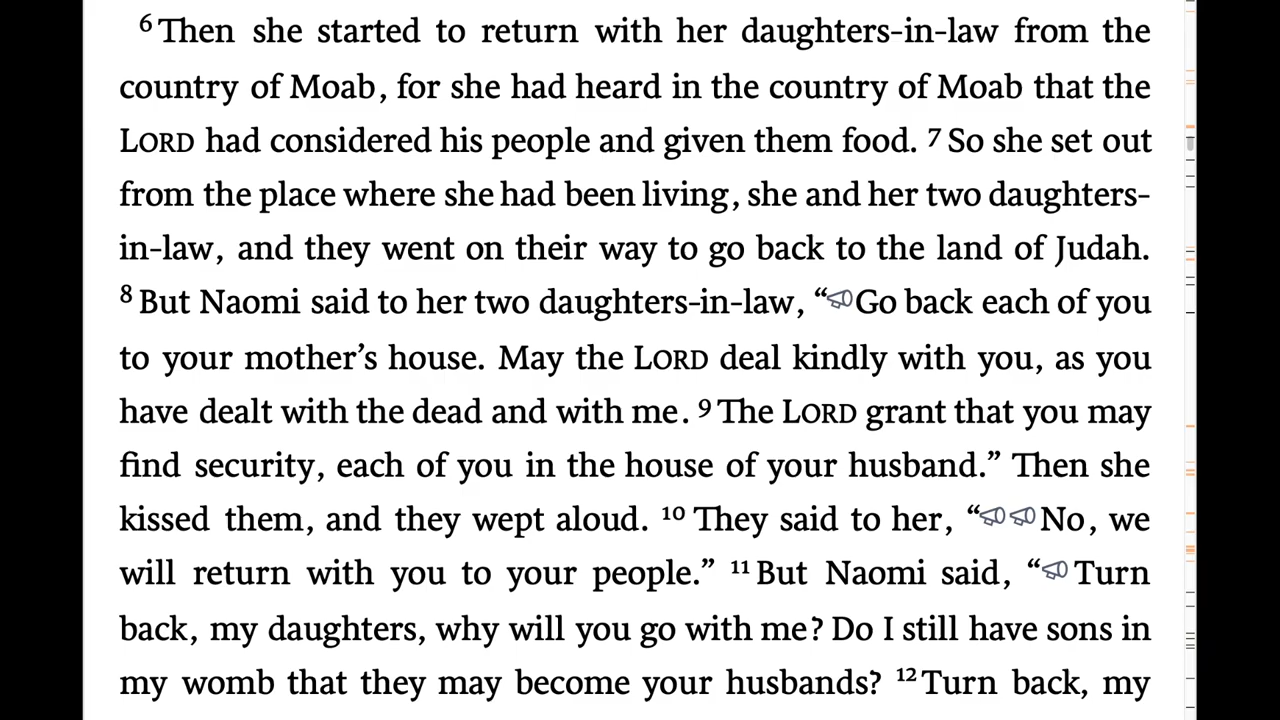 6 Then she started to return with her daughters-in-law from the
country of Moab, for she had heard in the country of Moab that the
LORD had considered his people and given them food. 7 So she set out
from the place where she had been living, she and her two daughters-
in-law, and they went on their way to go back to the land of Judah.
8 But Naomi said to her two daughters-in-law, “Go back each of you
to your mother’s house. May the LORD deal kindly with you, as you
have dealt with the dead and with me. 9 The LORD grant that you may
find security, each of you in the house of your husband.” Then she
kissed them, and they wept aloud. 10 They said to her, “No, we
will return with you to your people.” 11 But Naomi said, “Turn
back, my daughters, why will you go with me? Do I still have sons in
my womb that they may become your husbands? 12 Turn back, my